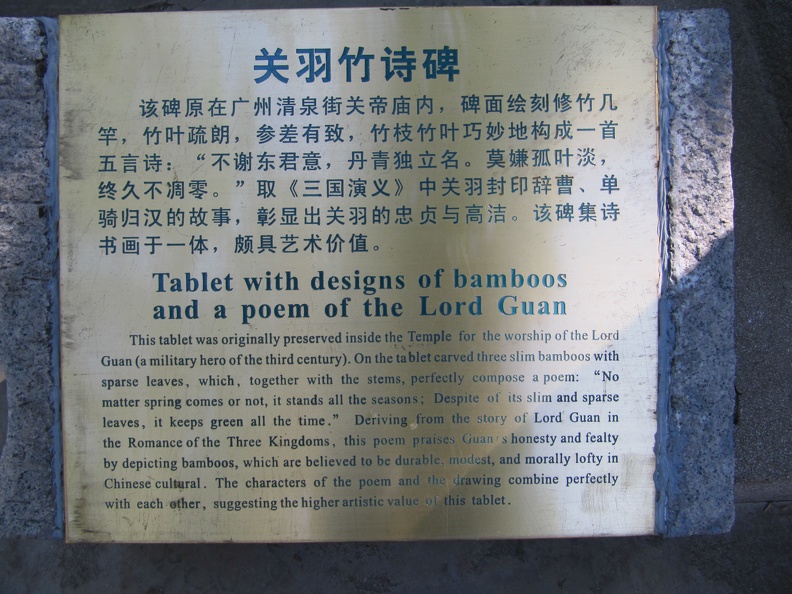 关羽竹诗碑
该碑原在广州清泉街关帝庙内，碑面绘刻修竹几
竿，竹叶疏朗，参差有致，竹枝竹叶巧妙地构成一首
五言诗：“不谢东君意，丹青独立名。莫嫌孤叶淡，
终久不凋零。”取《三国演义》中关羽封印辞曹、单
骑归汉的故事，彰显出关羽的忠贞与高洁。该碑集诗
书画于一体，颇具艺术价值。
Tablet with designs of bamboos
and a poem of the Lord Guan
This tablet was originally preserved inside the Temple for the worship of the Lord
Guan (a military hero of the third century). On the tablet carved three slim bamboos with
sparse leaves, which, together with the stems, perfectly compose a poem: “No
matter spring comes or not, it stands all the seasons; Despite of its slim and sparse
leaves, it keeps green all the time.” Deriving from the story of Lord Guan in
the Romance of the Three Kingdoms, this poem praises Guan's honesty and fealty
by depicting bamboos, which are believed to be durable, modest, and morally lofty in
Chinese cultural. The characters of the poem and the drawing combine perfectly
with each other, suggesting the higher artistic value of this tablet.